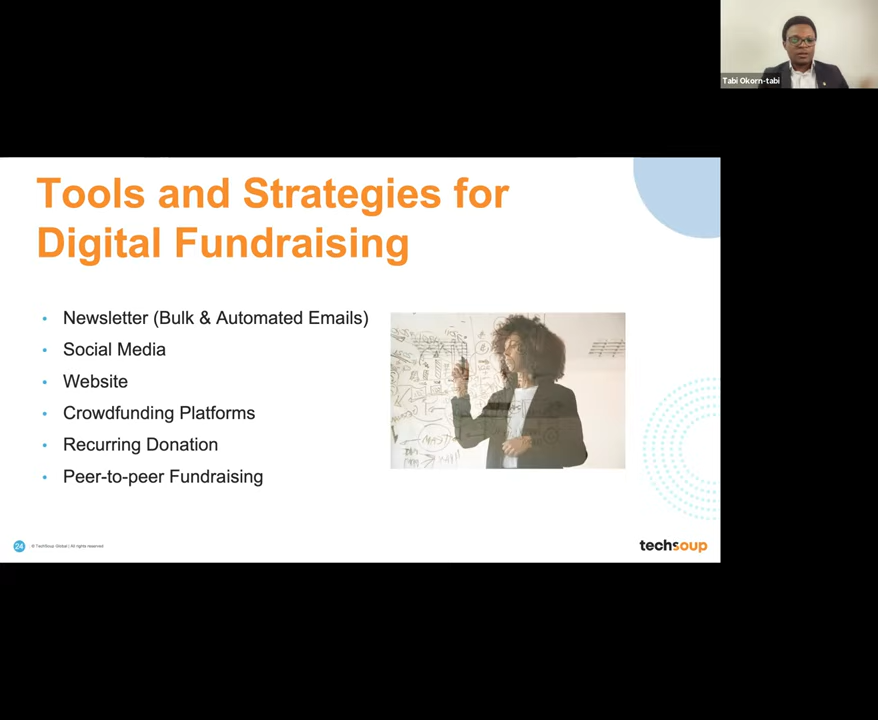 Tabi Okorn-tabi
Tools and Strategies for
Digital Fundraising
• Newsletter (Bulk & Automated Emails)
• Social Media
• Website
• Crowdfunding Platforms
• Recurring Donation
• Peer-to-peer Fundraising
24
© TechSoup Global | All rights reserved
techsoup